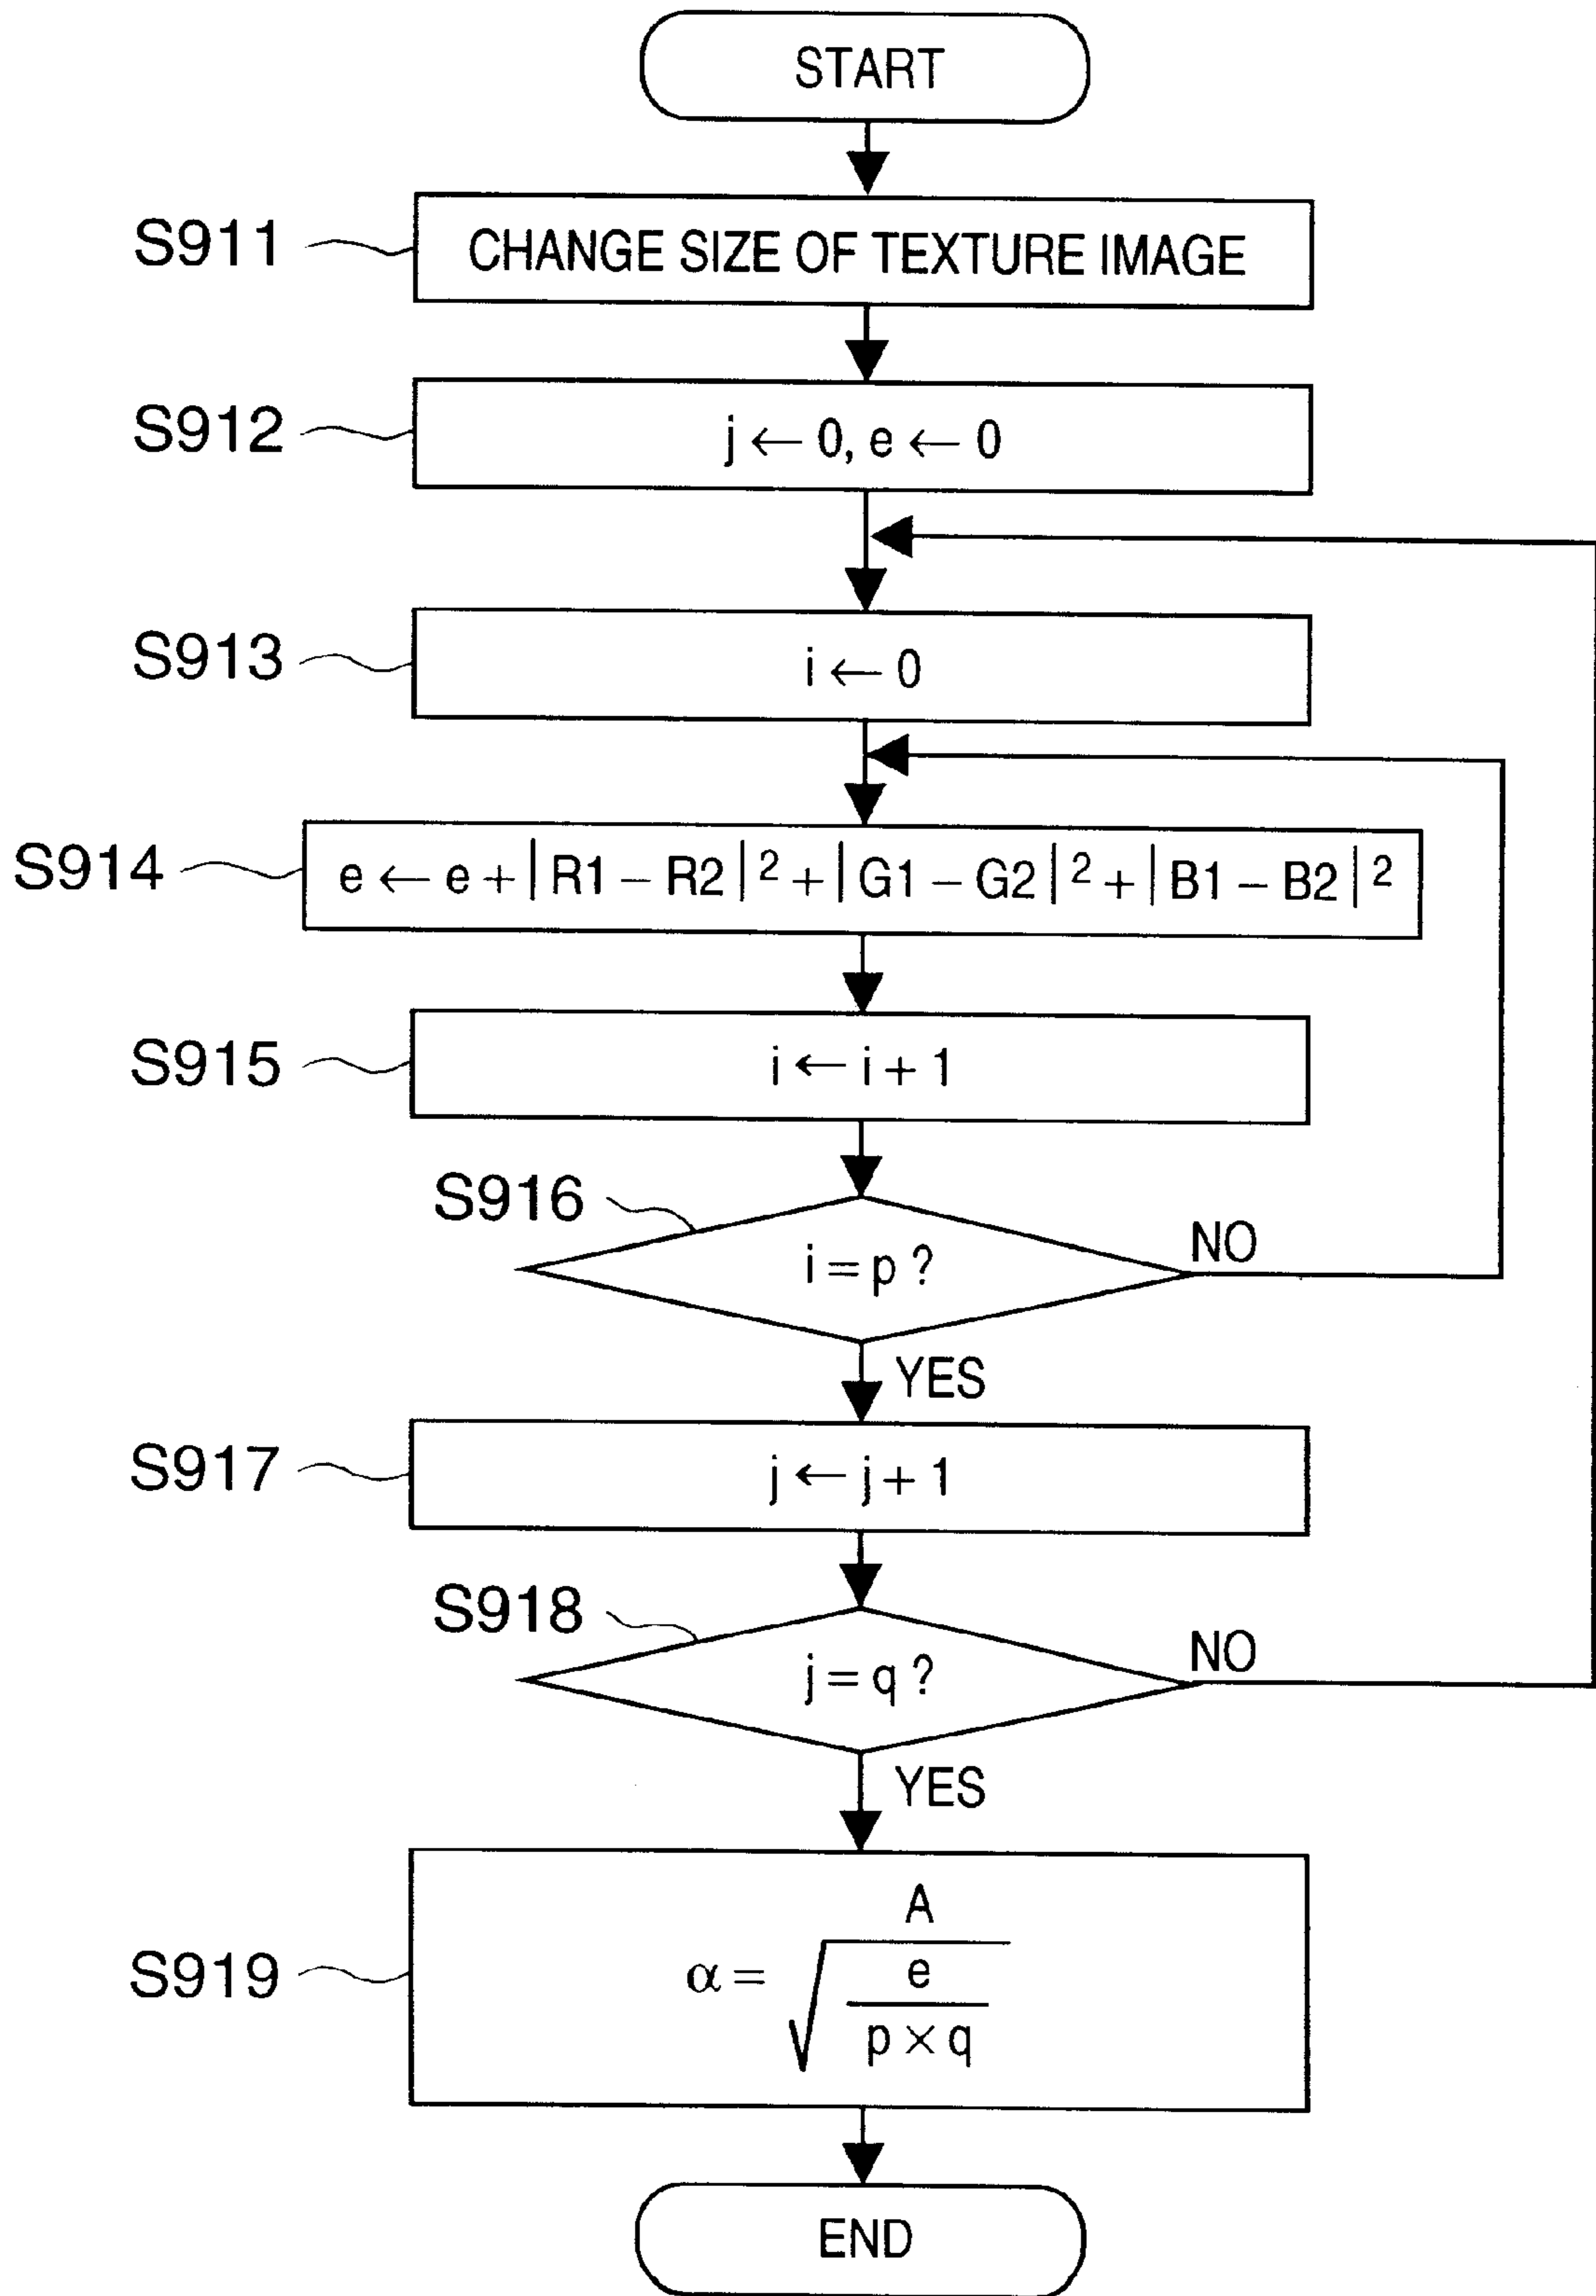 START
S911
CHANGE SIZE OF TEXTURE IMAGE
S912
j ← 0, e ← 0
S913
i ← 0
S914
e ← e + | R1 − R2 | 2 + | G1 − G2 | 2 + | B1 − B2 | 2
S915
i ← i + 1
S916
i = p ?
NO
YES
S917
j ← j + 1
S918
j = q ?
NO
YES
S919
A
α = √ e
p × q
END